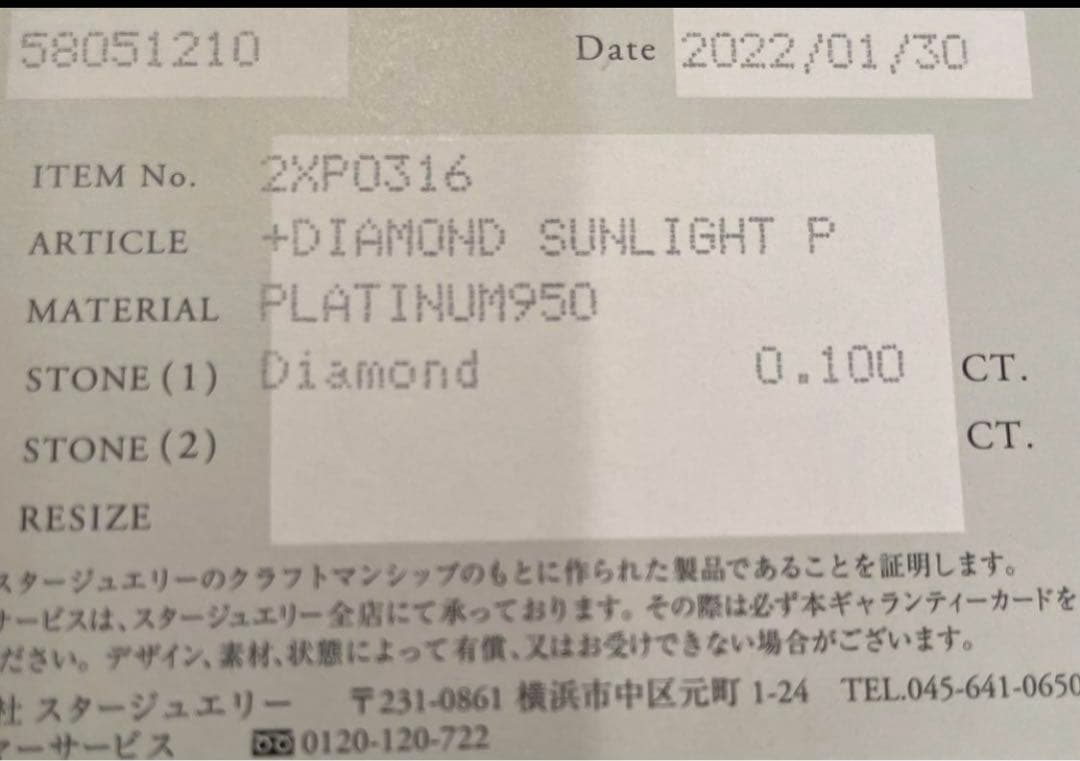 58051210 Date 2022/01/30
ITEM No. 2XP0316
ARTICLE +DIAMOND SUNLIGHT P
MATERIAL PLATINUM950
STONE (1) Diamond 0.100 CT.
STONE (2) CT.
RESIZE
スタージュエリーのクラフトマンシップのもとに作られた製品であることを証明します。
サービスは、スタージュエリー全店にて承っております。その際は必ず本ギャランティーカードを
ださい。デザイン、素材、状態によって有償、又はお受けできない場合がございます。
社 スタージュエリー 〒231-0861 横浜市中区元町 1-24 TEL.045-641-0650
マーサービス 0120-120-722